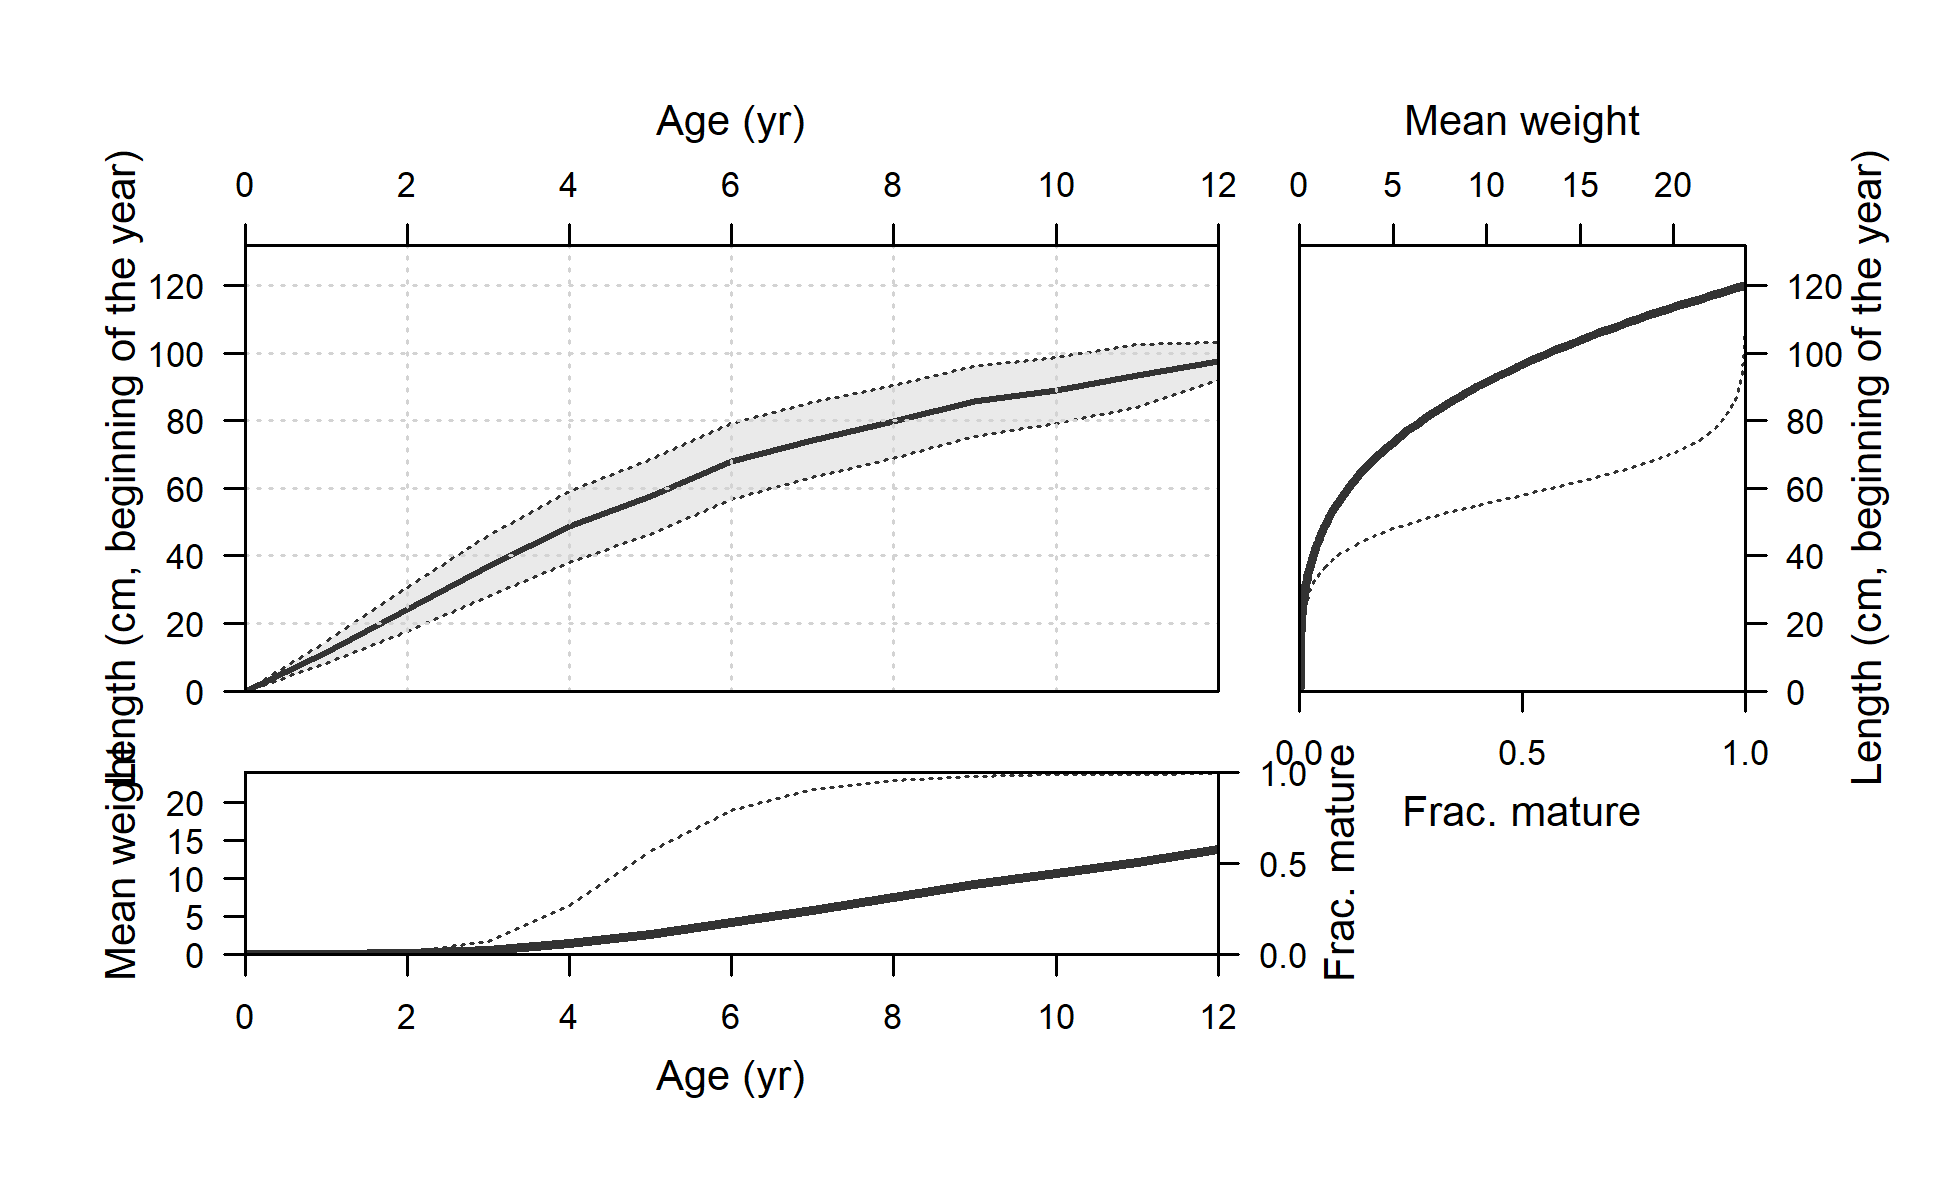 Age (yr)
0 2 4 6 8 10 12
Length (cm, beginning of the year)
120
100
80
60
40
20
0
Mean weight
0 5 10 15 20
Length (cm, beginning of the year)
120
100
80
60
40
20
0
0.0 0.5 1.0
Frac. mature
Mean weight
20
15
10
5
0
1.0
0.5
0.0
Frac. mature
0 2 4 6 8 10 12
Age (yr)